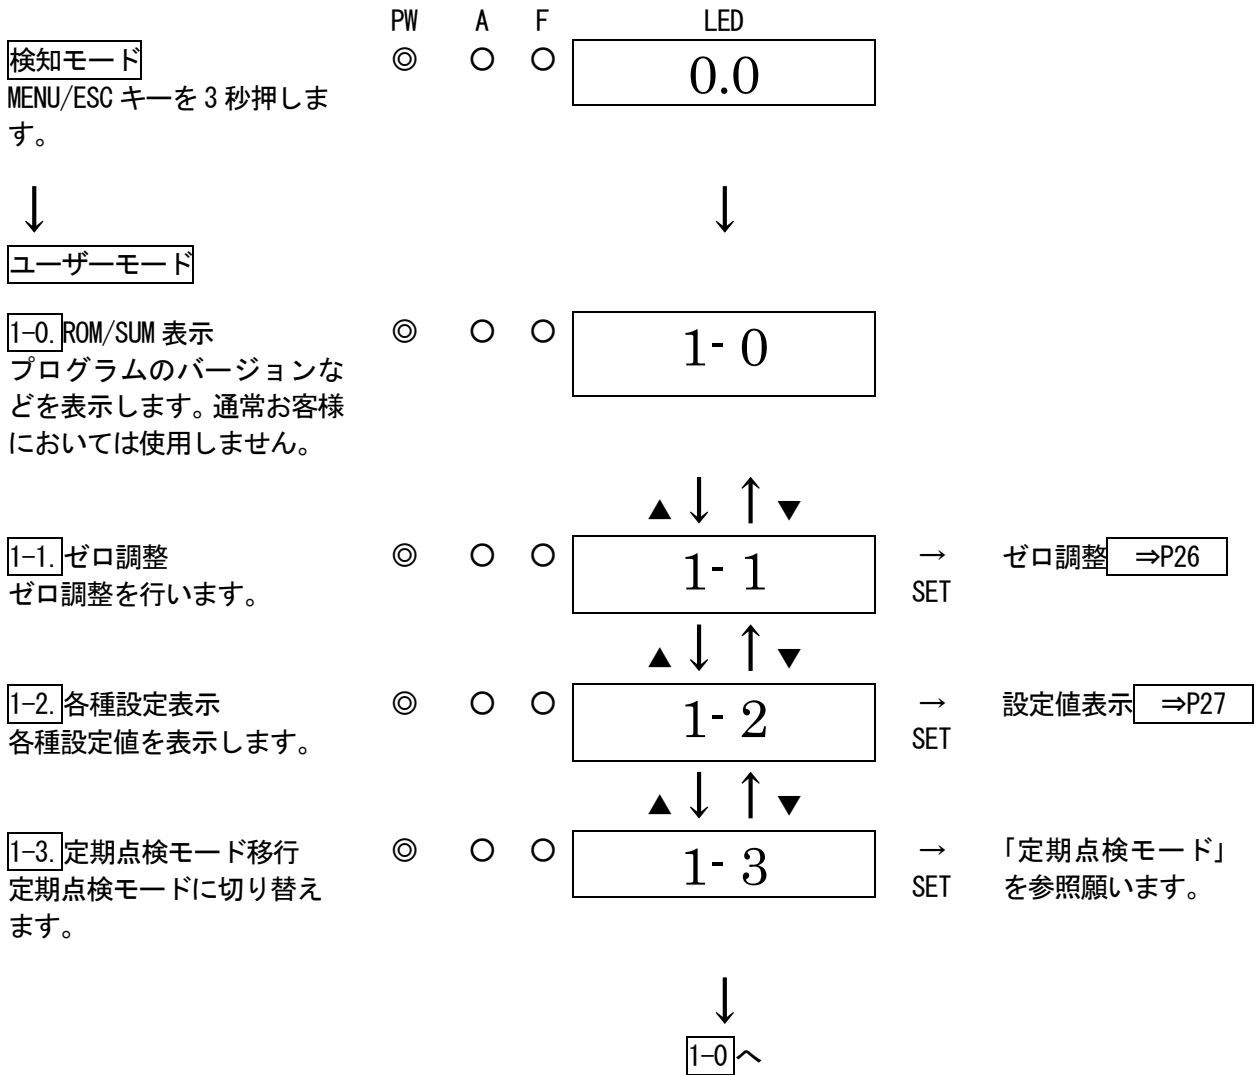 PW A F LED
検知モード ◎ ○ ○ 0.0
MENU/ESC キーを 3 秒押しま
す。
↓ ↓
ユーザーモード
1-0. ROM/SUM 表示 ◎ ○ ○ 1- 0
プログラムのバージョンな
どを表示します。通常お客様
においては使用しません。
▲ ↓ ↑ ▼
1-1. ゼロ調整 ◎ ○ ○ 1- 1 → ゼロ調整 ⇒P26
ゼロ調整を行います。 SET
▲ ↓ ↑ ▼
1-2. 各種設定表示 ◎ ○ ○ 1- 2 → 設定値表示 ⇒P27
各種設定値を表示します。 SET
▲ ↓ ↑ ▼
1-3. 定期点検モード移行 ◎ ○ ○ 1- 3 → 「定期点検モード」
定期点検モードに切り替え SET を参照願います。
ます。
↓
1-0 へ